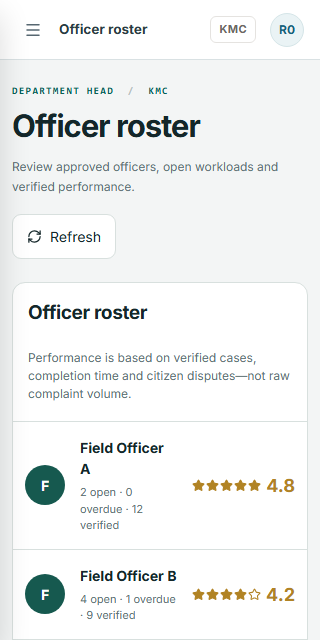 Officer roster
KMC
RO
DEPARTMENT HEAD / KMC
Officer roster
Review approved officers, open workloads and
verified performance.
Refresh
Officer roster
Performance is based on verified cases,
completion time and citizen disputes—not raw
complaint volume.
F
Field Officer
A
2 open · 0
overdue · 12
verified
4.8
F
Field Officer B
4 open · 1 overdue
· 9 verified
4.2